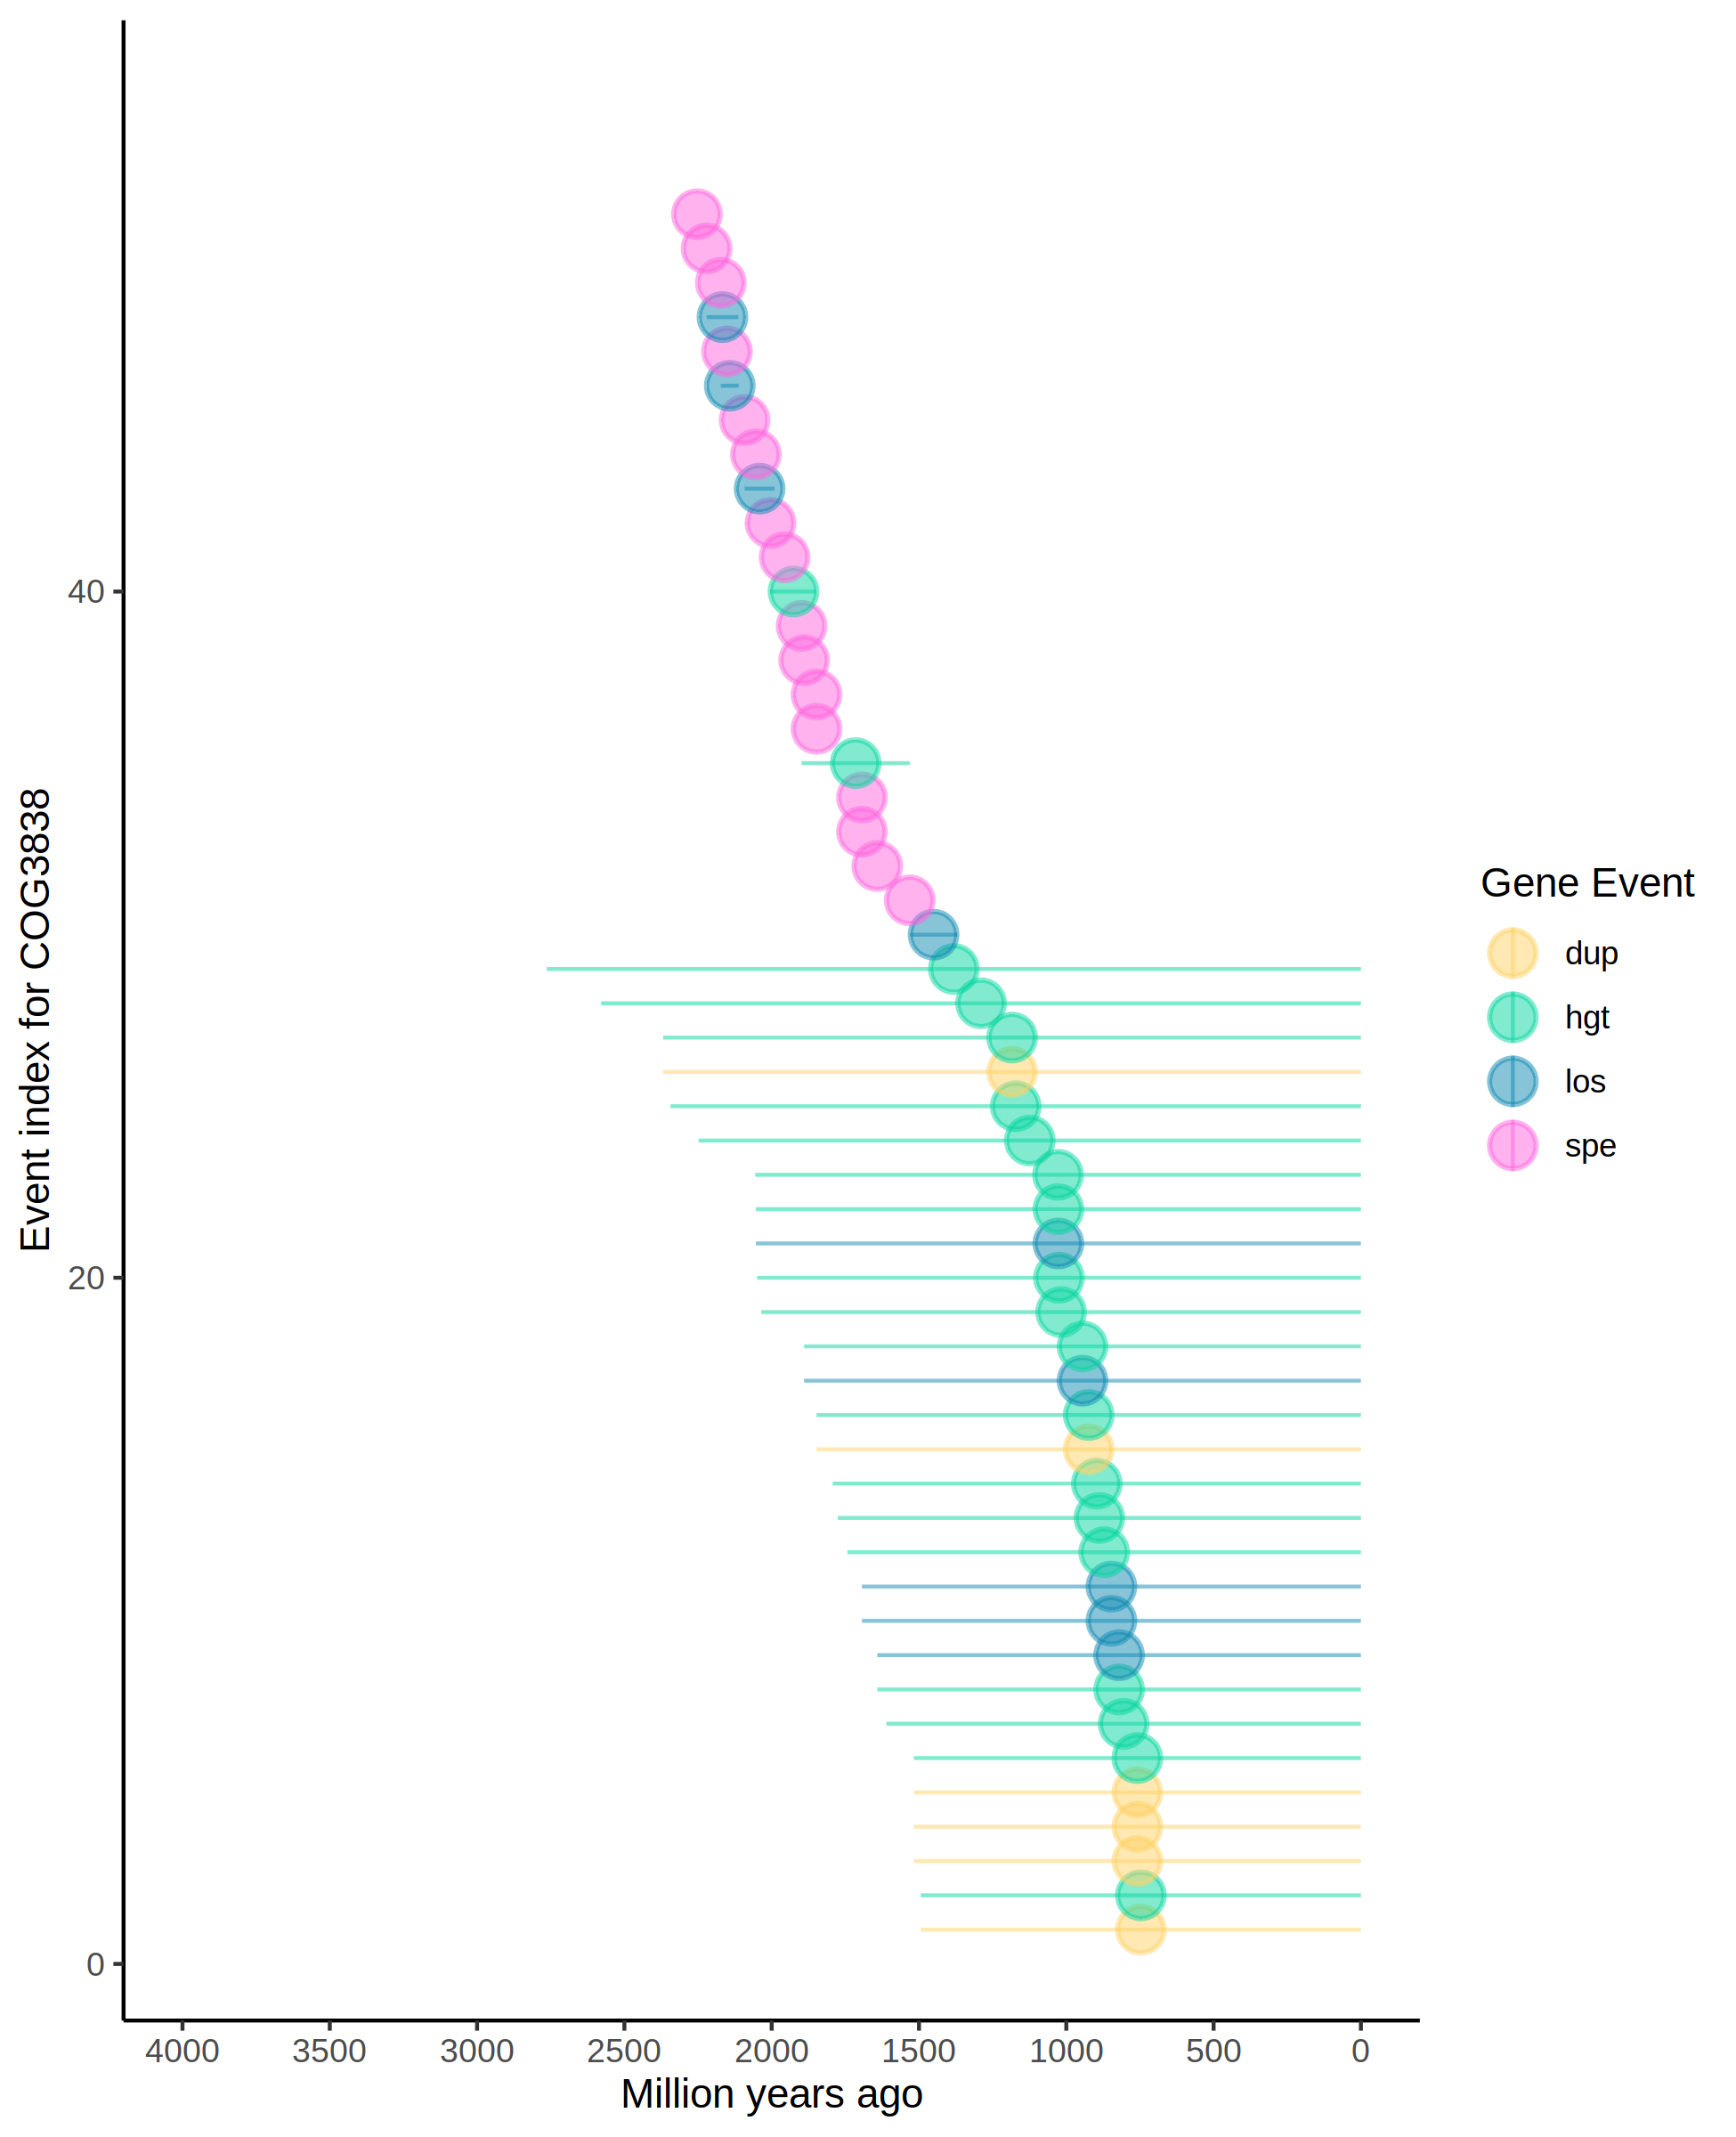 Event index for COG3838
40
20
0
4000 3500 3000 2500 2000 1500 1000 500 0
Million years ago
Gene Event
dup
hgt
los
spe